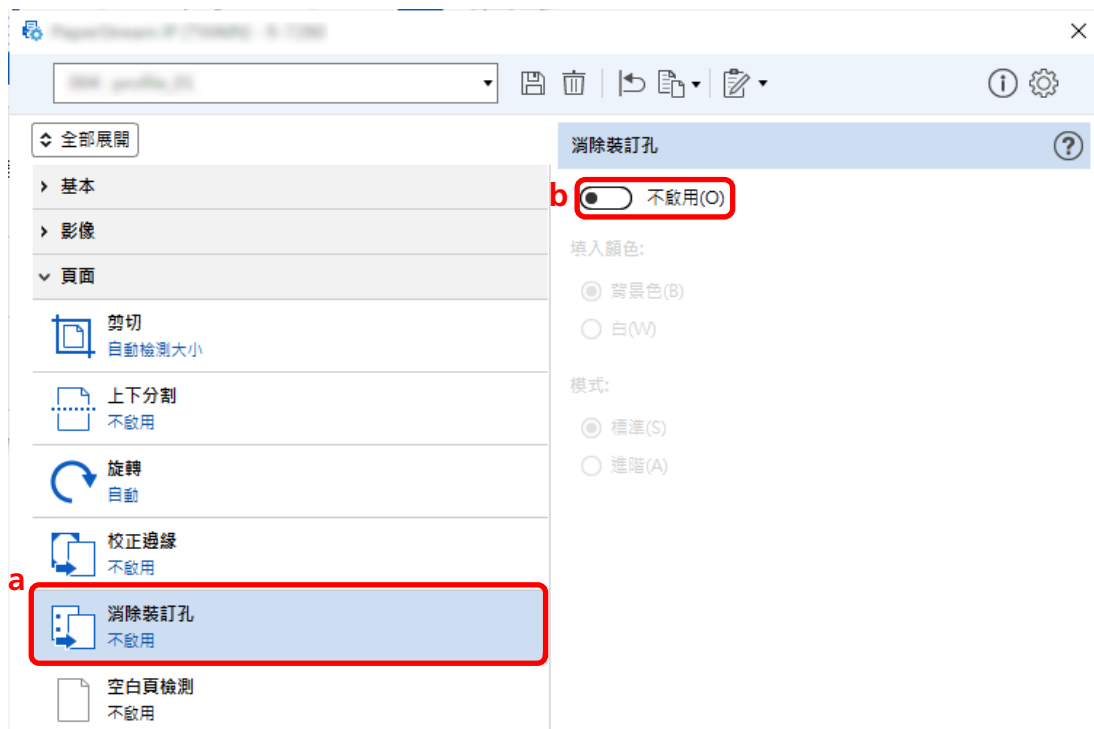 全部展開
基本
影像
頁面
剪切
自動檢測大小
上下分割
不啟用
旋轉
自動
校正邊緣
不啟用
a
消除裝訂孔
不啟用
空白頁檢測
不啟用
消除裝訂孔
b
不啟用(O)
填入顏色:
背景色(B)
白(W)
模式:
標準(S)
進階(A)